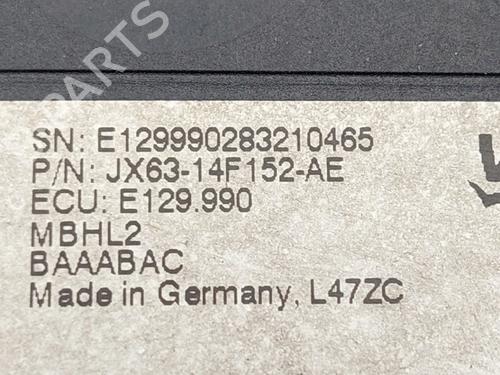 B-PARTS
SN: E129990283210465
P/N: JX63-14F152-AE
ECU: E129.990
MBHL2
BAAABAC
Made in Germany, L47ZC